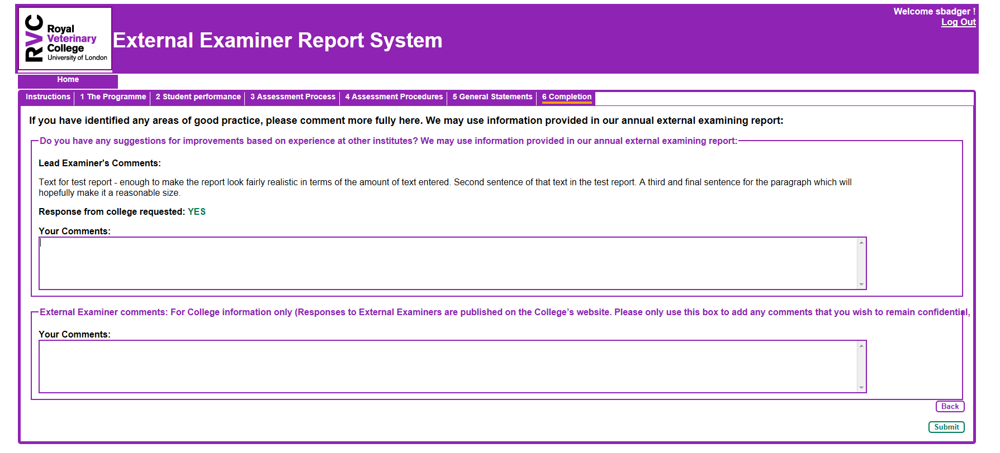 Welcome sbadger !
Log Out
RVC
Royal
Veterinary
College
University of London
External Examiner Report System
Home
Instructions 1 The Programme 2 Student performance 3 Assessment Process 4 Assessment Procedures 5 General Statements 6 Completion
If you have identified any areas of good practice, please comment more fully here. We may use information provided in our annual external examining report:
Do you have any suggestions for improvements based on experience at other institutes? We may use information provided in our annual external examining report:
Lead Examiner's Comments:
Text for test report - enough to make the report look fairly realistic in terms of the amount of text entered. Second sentence of that text in the test report. A third and final sentence for the paragraph which will
hopefully make it a reasonable size.
Response from college requested: YES
Your Comments:
External Examiner comments: For College information only (Responses to External Examiners are published on the College’s website. Please only use this box to add any comments that you wish to remain confidential,
Your Comments:
Back
Submit